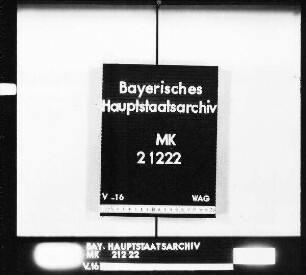 Bayerisches
Hauptstaatsarchiv
MK
21222
V-16 WAG
BAY. HAUPTSTAATSARCHIV
MK 212 22
V.16